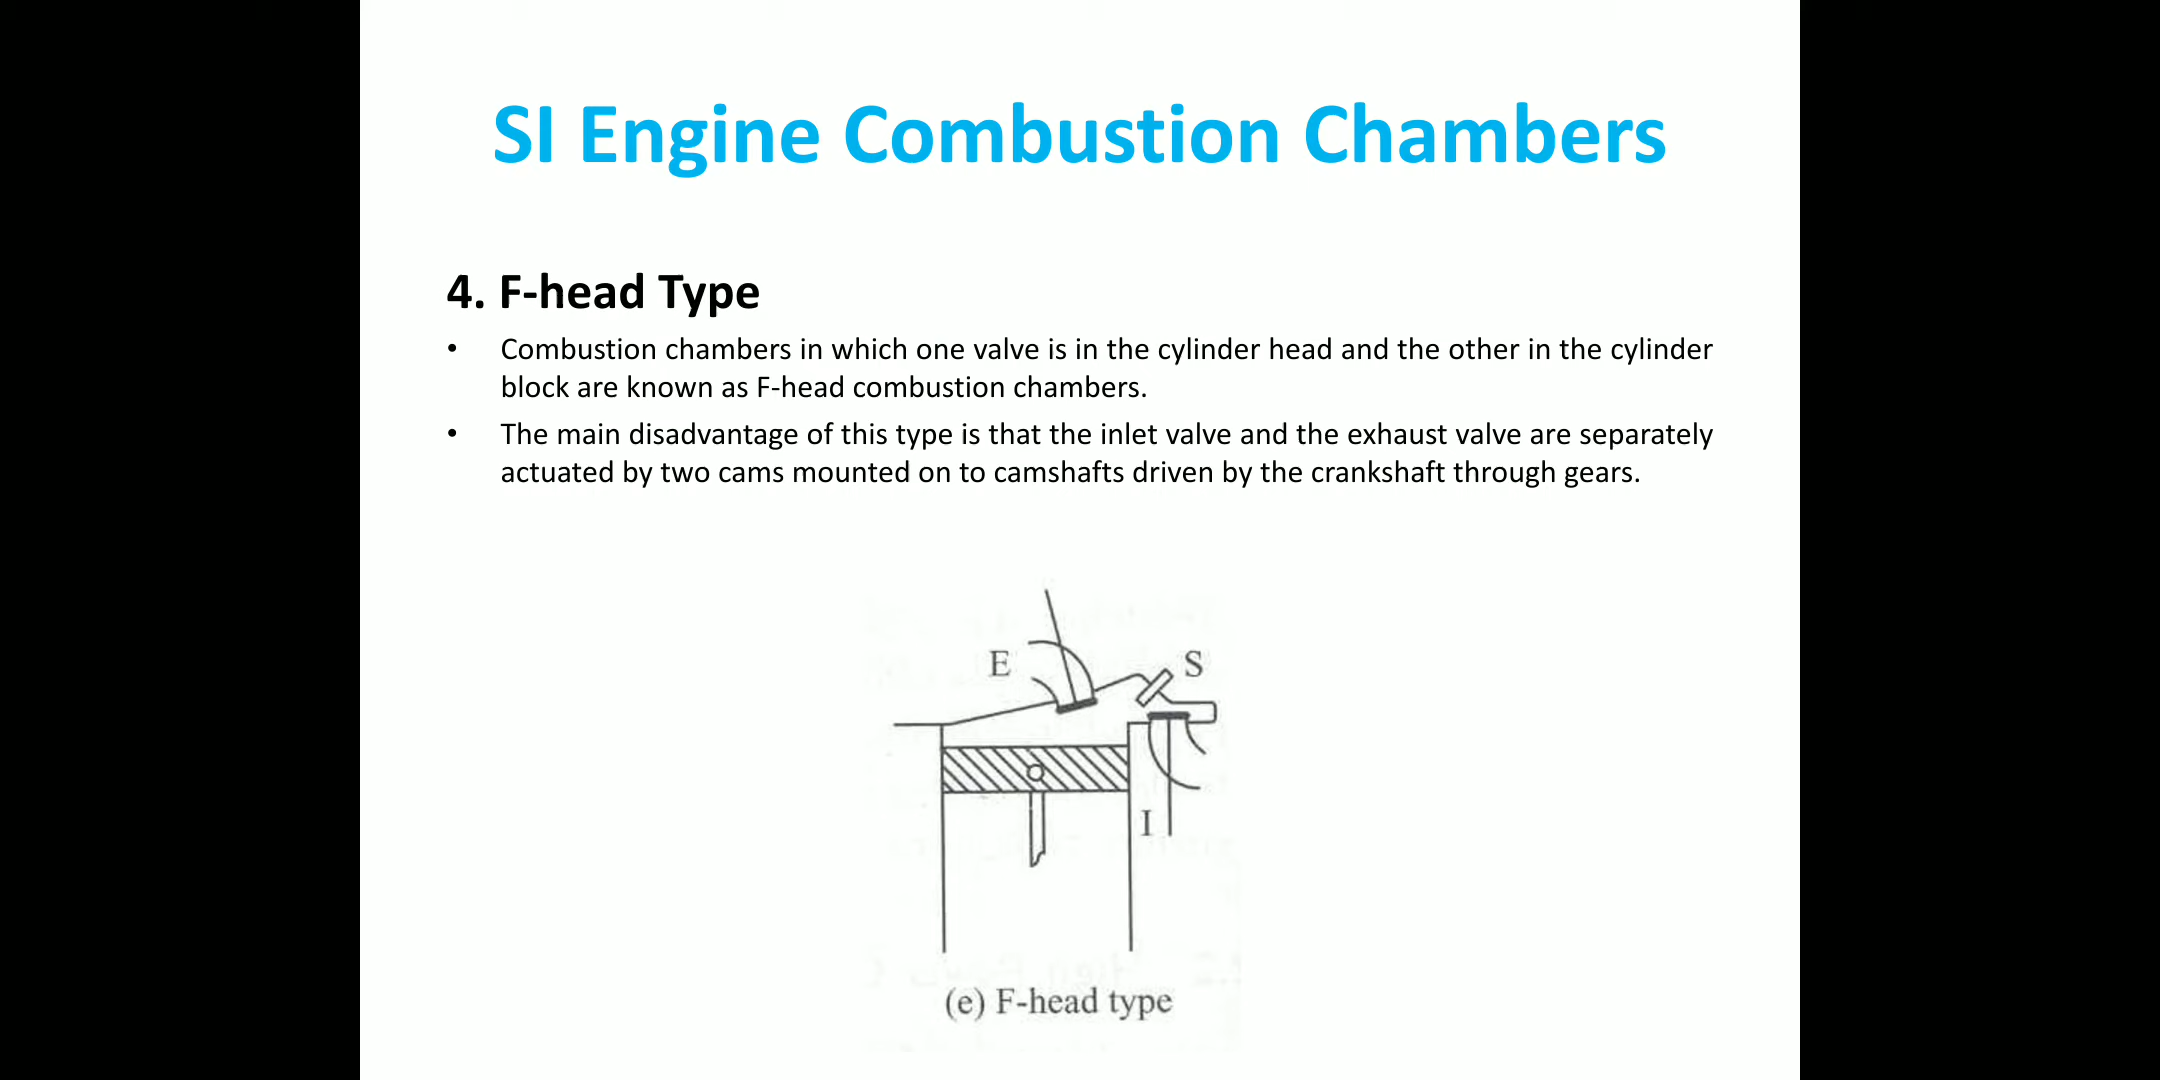 SI Engine Combustion Chambers
4. F-head Type
• Combustion chambers in which one valve is in the cylinder head and the other in the cylinder
block are known as F-head combustion chambers.
• The main disadvantage of this type is that the inlet valve and the exhaust valve are separately
actuated by two cams mounted on to camshafts driven by the crankshaft through gears.
E
S
I
(e) F-head type